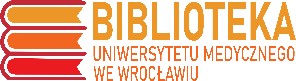 BIBLIOTEKA
UNIWERSYTETU MEDYCZNEGO
WE WROCŁAWIU